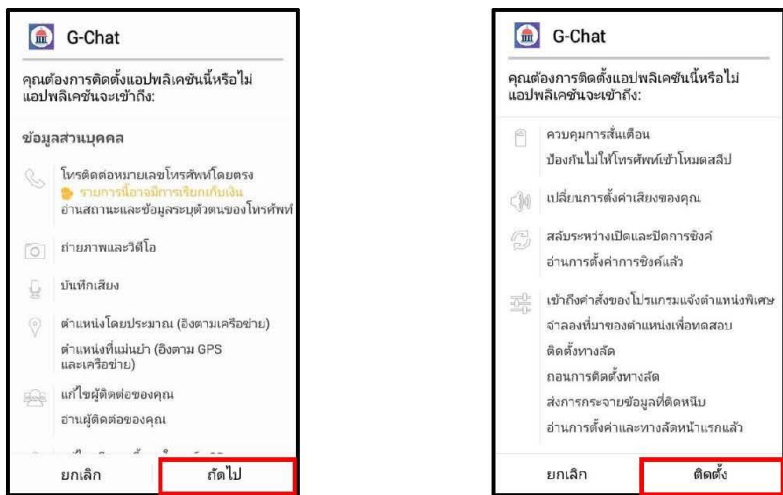 G-Chat
คุณต้องการติดตั้งแอปพลิเคชันนี้หรือไม่
แอปพลิเคชันจะเข้าถึง:
ข้อมูลส่วนบุคคล
โทรติดต่อหมายเลขโทรศัพท์โดยตรง
รายการนี้อาจมีการเรียกเก็บเงิน
อ่านสถานะและข้อมูลระบุตัวตนของโทรศัพท์
ถ่ายภาพและวิดีโอ
บันทึกเสียง
ตำแหน่งโดยประมาณ (อิงตามเครือข่าย)
ตำแหน่งที่แม่นยำ (อิงตาม GPS
และเครือข่าย)
แก้ไขผู้ติดต่อของคุณ
อ่านผู้ติดต่อของคุณ
ยกเลิก
ถัดไป
G-Chat
คุณต้องการติดตั้งแอปพลิเคชันนี้หรือไม่
แอปพลิเคชันจะเข้าถึง:
ควบคุมการสั่นเตือน
ป้องกันไม่ให้โทรศัพท์เข้าโหมดสลีป
เปลี่ยนการตั้งค่าเสียงของคุณ
สลับระหว่างเปิดและปิดการซิงค์
อ่านการตั้งค่าการซิงค์แล้ว
เข้าถึงคำสั่งของโปรแกรมแจ้งตำแหน่งพิเศษ
จำลองที่มาของตำแหน่งเพื่อทดสอบ
ติดตั้งทางลัด
ถอนการติดตั้งทางลัด
ส่งการกระจายข้อมูลที่ติดหนึบ
อ่านการตั้งค่าและทางลัดหน้าแรกแล้ว
ยกเลิก
ติดตั้ง